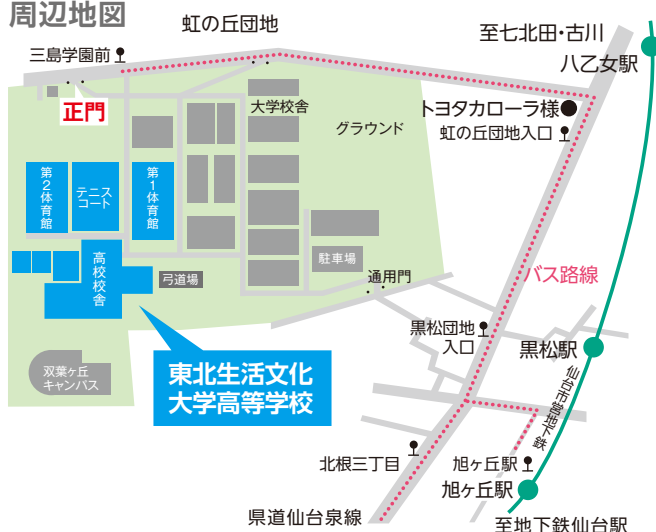 周辺地図
虹の丘団地
至七北田・古川
三島学園前
八乙女駅
正門
大学校舎
トヨタカローラ様
グラウンド
虹の丘団地入口
第2体育館
テニス
コート
第1体育館
高校校舎
弓道場
駐車場
通用門
バス路線
黒松団地
入口
黒松駅
双葉ヶ丘
キャンパス
東北生活文化
大学高等学校
仙台市営地下鉄
北根三丁目
旭ヶ丘駅
旭ヶ丘駅
県道仙台泉線
至地下鉄仙台駅